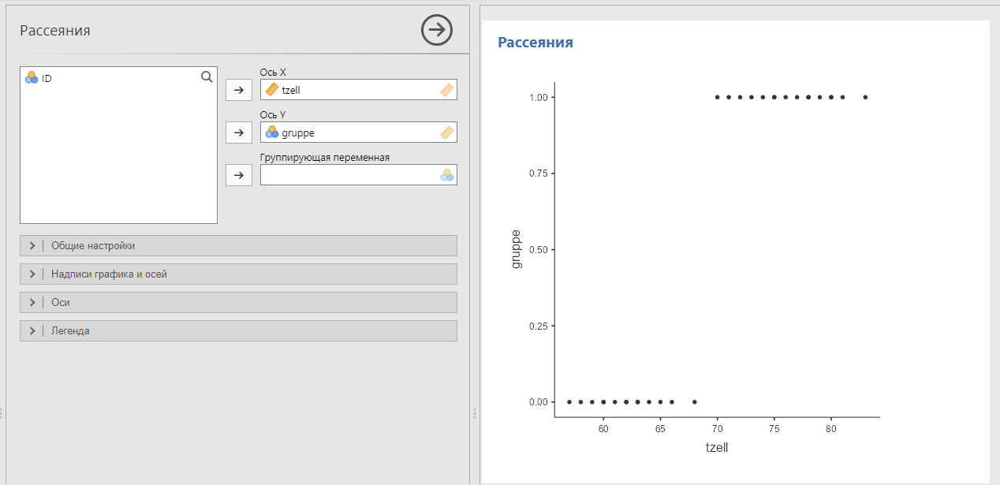 Рассеяния
ID
Ось X
tzell
Ось Y
gruppe
Группирующая переменная
Общие настройки
Надписи графика и осей
Оси
Легенда
Рассеяния
1.00
0.75
0.50
0.25
0.00
gruppe
60 65 70 75 80
tzell